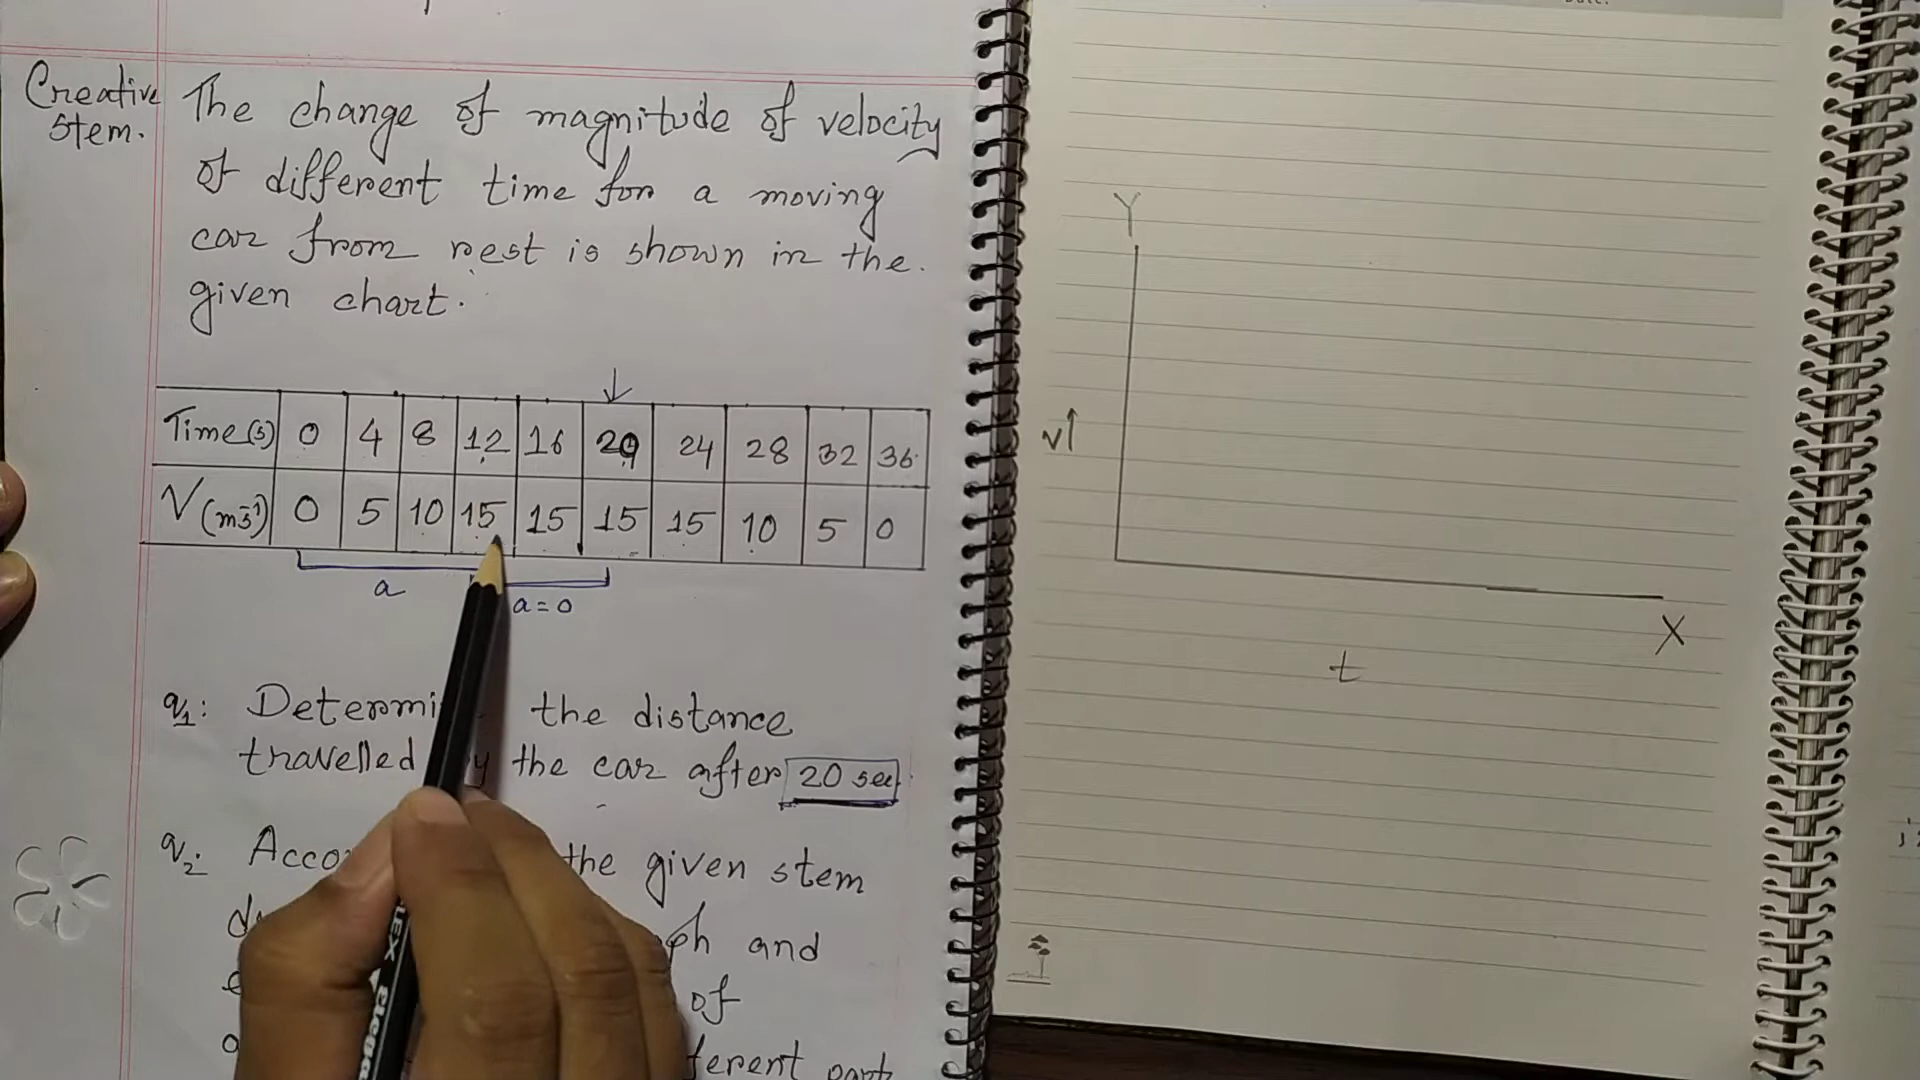 Creative
stem.
The change of magnitude of velocity
of different time for a moving
car from rest is shown in the.
given chart.
Time(s) 0 4 8 12 16 20 24 28 32 36
V(ms⁻¹) 0 5 10 15 15 15 15 10 5 0
a
a=0
q1: the distance
travelled by the car after 20 sec.
q2: the given stem
and
of
part
Y
V↑
X
t